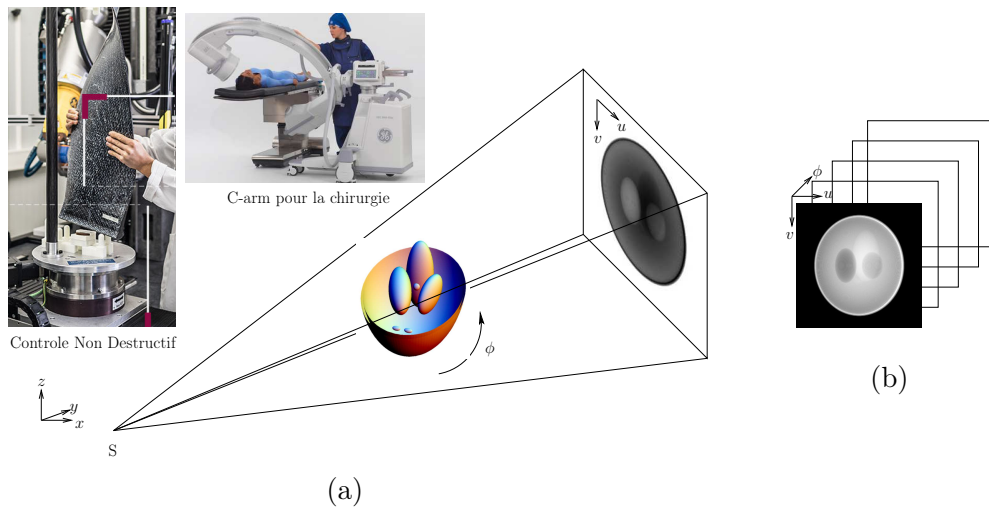 C-arm pour la chirurgie
Controle Non Destructif
z
y
x
S
ϕ
u
v
(a)
ϕ
u
v
(b)